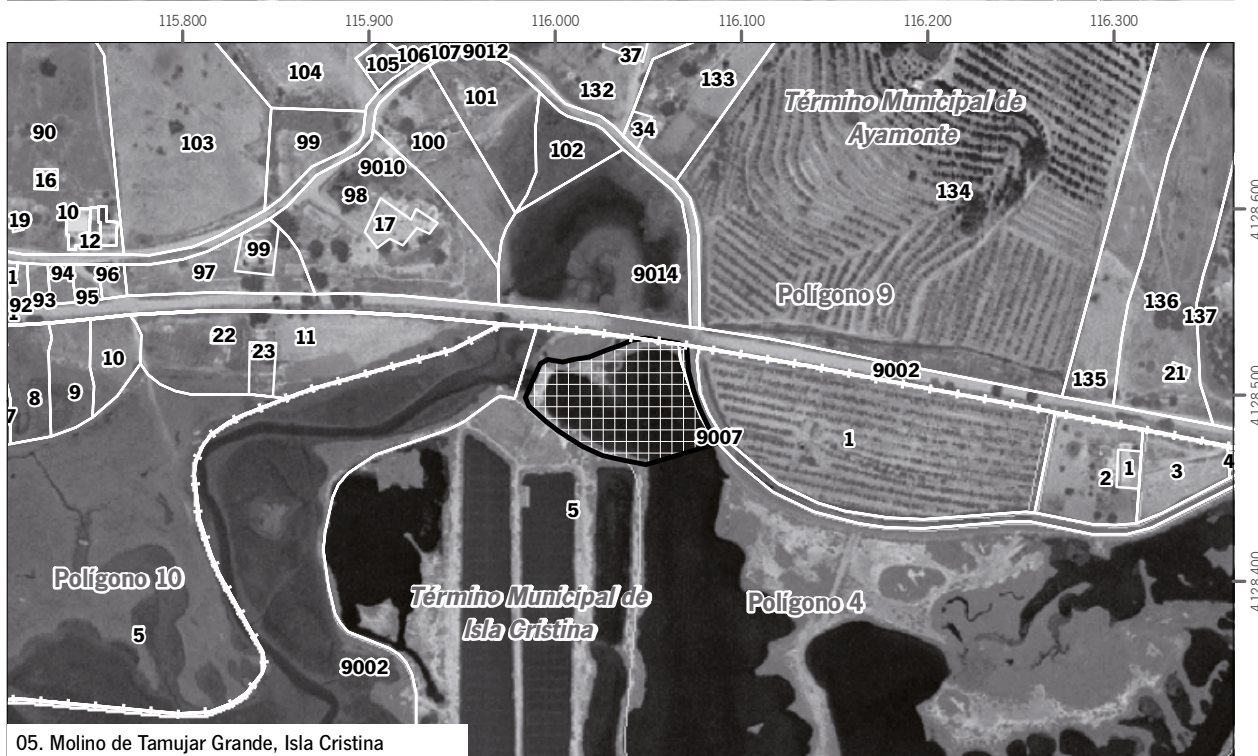 115.800 115.900 116.000 116.100 116.200 116.300
104 105 106 107 9012 37
101 132 133
Término Municipal de
Ayamonte
90 103 99 100 102 34
9010
16 98 134
19 10 17 4.128.600
12 99
1 94 96 97 9014 Polígono 9 136
92 93 95 137
22 11
10 23 9002 135 21
8 9 4.128.500
7 9007 1
2 1 3 4
5
Polígono 10 Término Municipal de Polígono 4 4.128.400
Isla Cristina
5
9002
05. Molino de Tamujar Grande, Isla Cristina